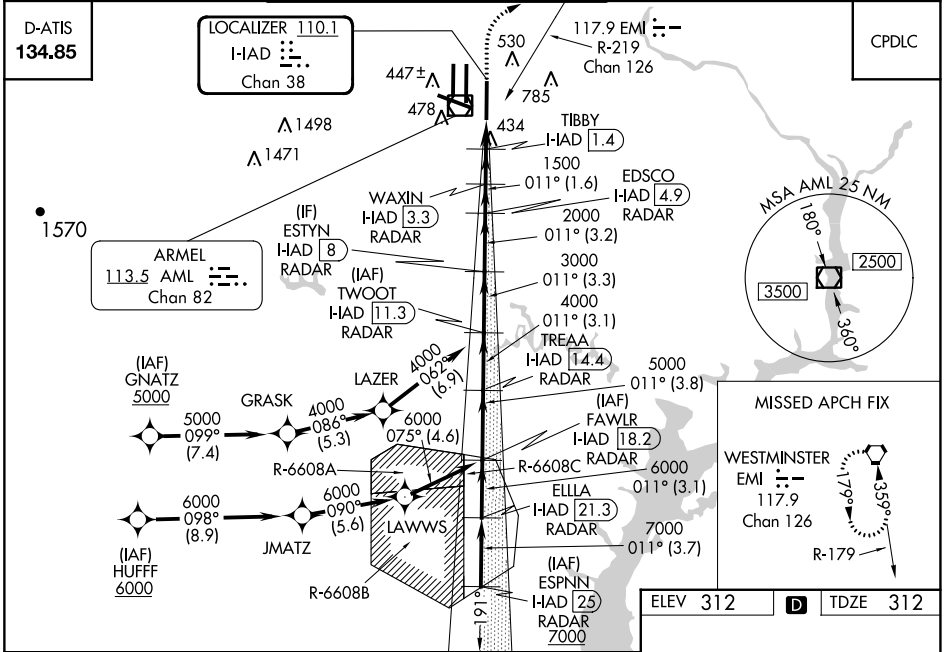 D-ATIS
134.85
LOCALIZER 110.1
I-IAD
Chan 38
117.9 EMI
R-219
Chan 126
CPDLC
530
785
447±
478
434
1498
1471
1570
TIBBY
I-IAD 1.4
1500
011° (1.6)
EDSCO
I-IAD 4.9
RADAR
WAXIN
I-IAD 3.3
RADAR
2000
011° (3.2)
(IF)
ESTYN
I-IAD 8
RADAR
3000
011° (3.3)
ARMEL
113.5 AML
Chan 82
(IAF)
TWOOT
I-IAD 11.3
RADAR
4000
011° (3.1)
TREAA
I-IAD 14.4
RADAR
5000
011° (3.8)
MSA AML 25 NM
180°
2500
3500
360°
(IAF)
GNATZ
5000
5000
099°
(7.4)
GRASK
4000
086°
(5.3)
LAZER
4000
062°
(6.9)
(IAF)
FAWLR
I-IAD 18.2
RADAR
6000
075° (4.6)
R-6608A
R-6608C
6000
011° (3.1)
6000
098°
(8.9)
(IAF)
HUFFF
6000
JMATZ
6000
090°
(5.6)
LAWWS
ELLLA
I-IAD 21.3
RADAR
7000
011° (3.7)
R-6608B
(IAF)
ESPNN
I-IAD 25
RADAR
7000
191°
MISSED APCH FIX
WESTMINSTER
EMI
117.9
Chan 126
179°
359°
R-179
ELEV 312
D
TDZE 312